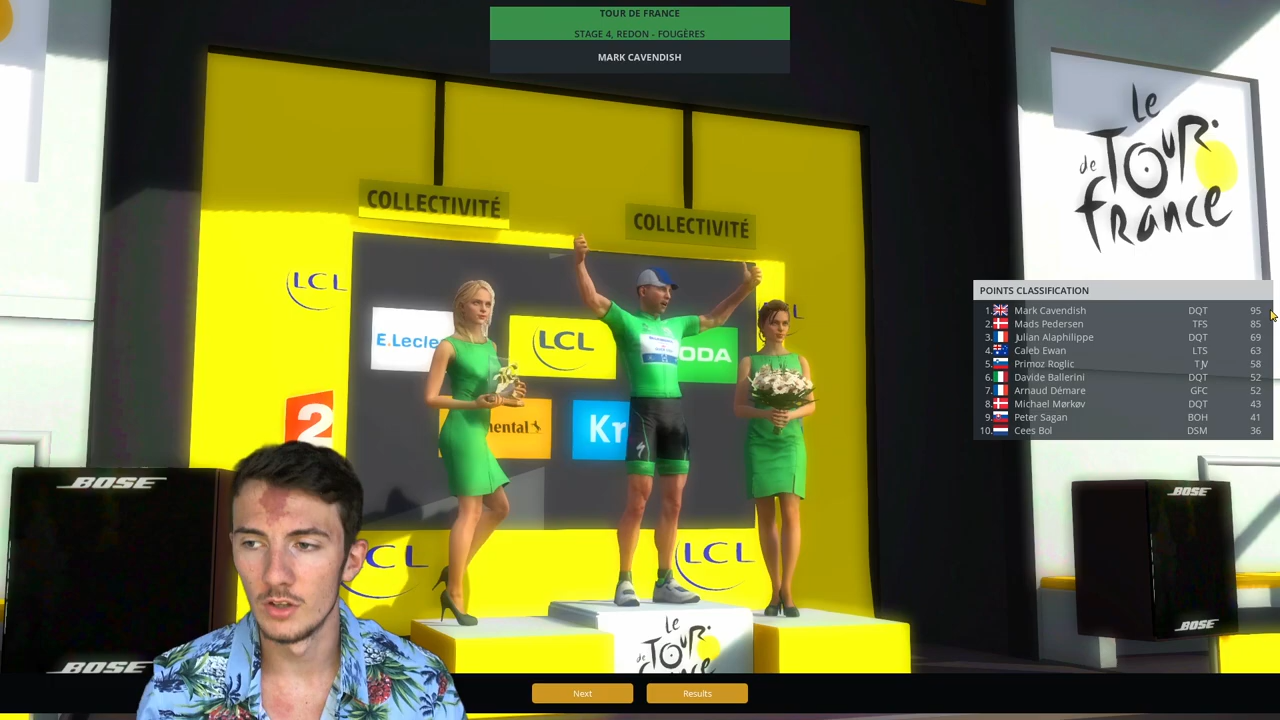 TOUR DE FRANCE
STAGE 4, REDON - FOUGÈRES
MARK CAVENDISH
Le
de TOUR
france
COLLECTIVITÉ
COLLECTIVITÉ
LCL
E.Lecle
LCL
ODA
L
2
nental
Kr
POINTS CLASSIFICATION
1. Mark Cavendish DQT 95
2. Mads Pedersen TFS 85
3. Julian Alaphilippe DQT 69
4. Caleb Ewan LTS 63
5. Primoz Roglic TJV 58
6. Davide Ballerini DQT 52
7. Arnaud Démare GFC 52
8. Michael Mørkøv DQT 43
9. Peter Sagan BOH 41
10. Cees Bol DSM 36
BOSE
BOSE
CL
LCL
Le
TOUR
BOSE
BOSE
Next
Results